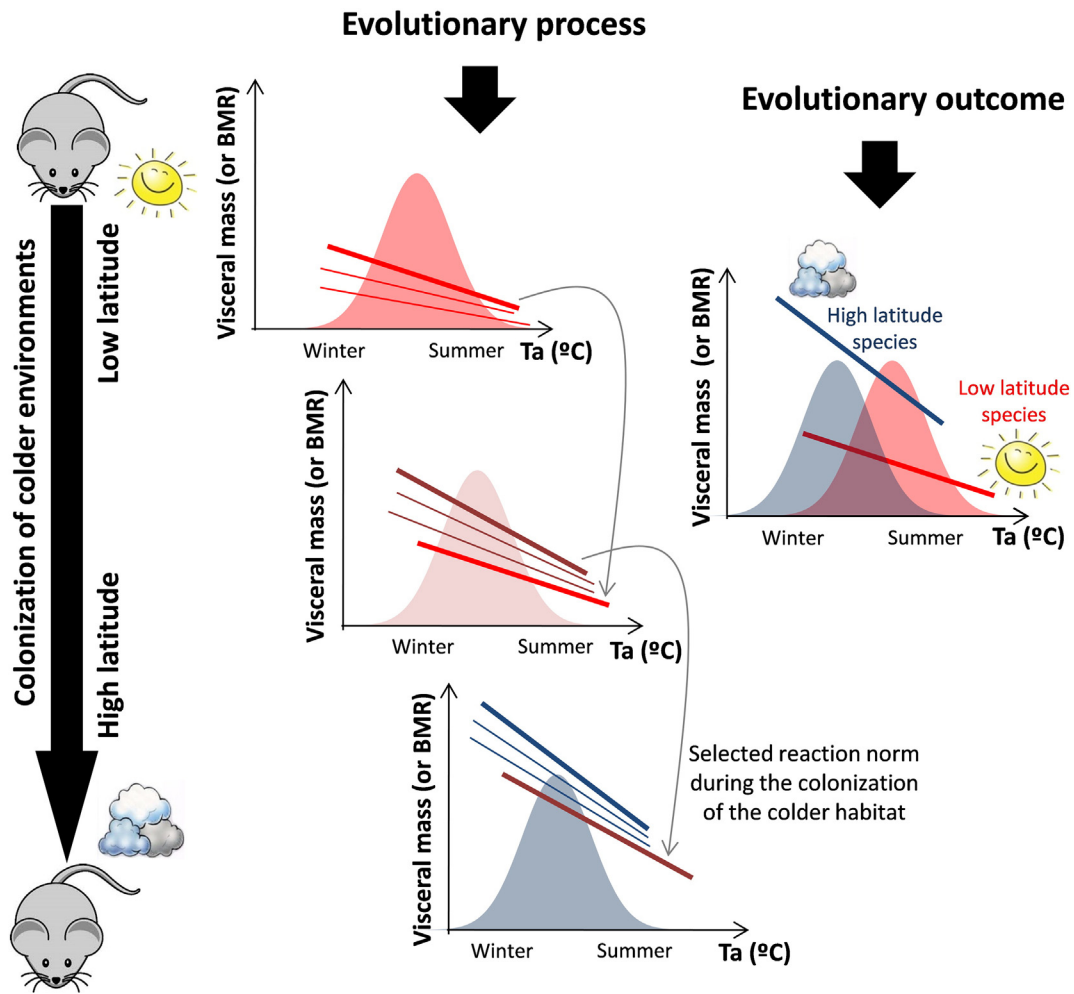 Evolutionary process
Evolutionary outcome
Colonization of colder environments
Low latitude
High latitude
Visceral mass (or BMR)
Winter
Summer
Ta (ºC)
Visceral mass (or BMR)
Winter
Summer
Ta (ºC)
Visceral mass (or BMR)
Winter
Summer
Ta (ºC)
Selected reaction norm
during the colonization
of the colder habitat
Visceral mass (or BMR)
High latitude
species
Low latitude
species
Winter
Summer
Ta (ºC)